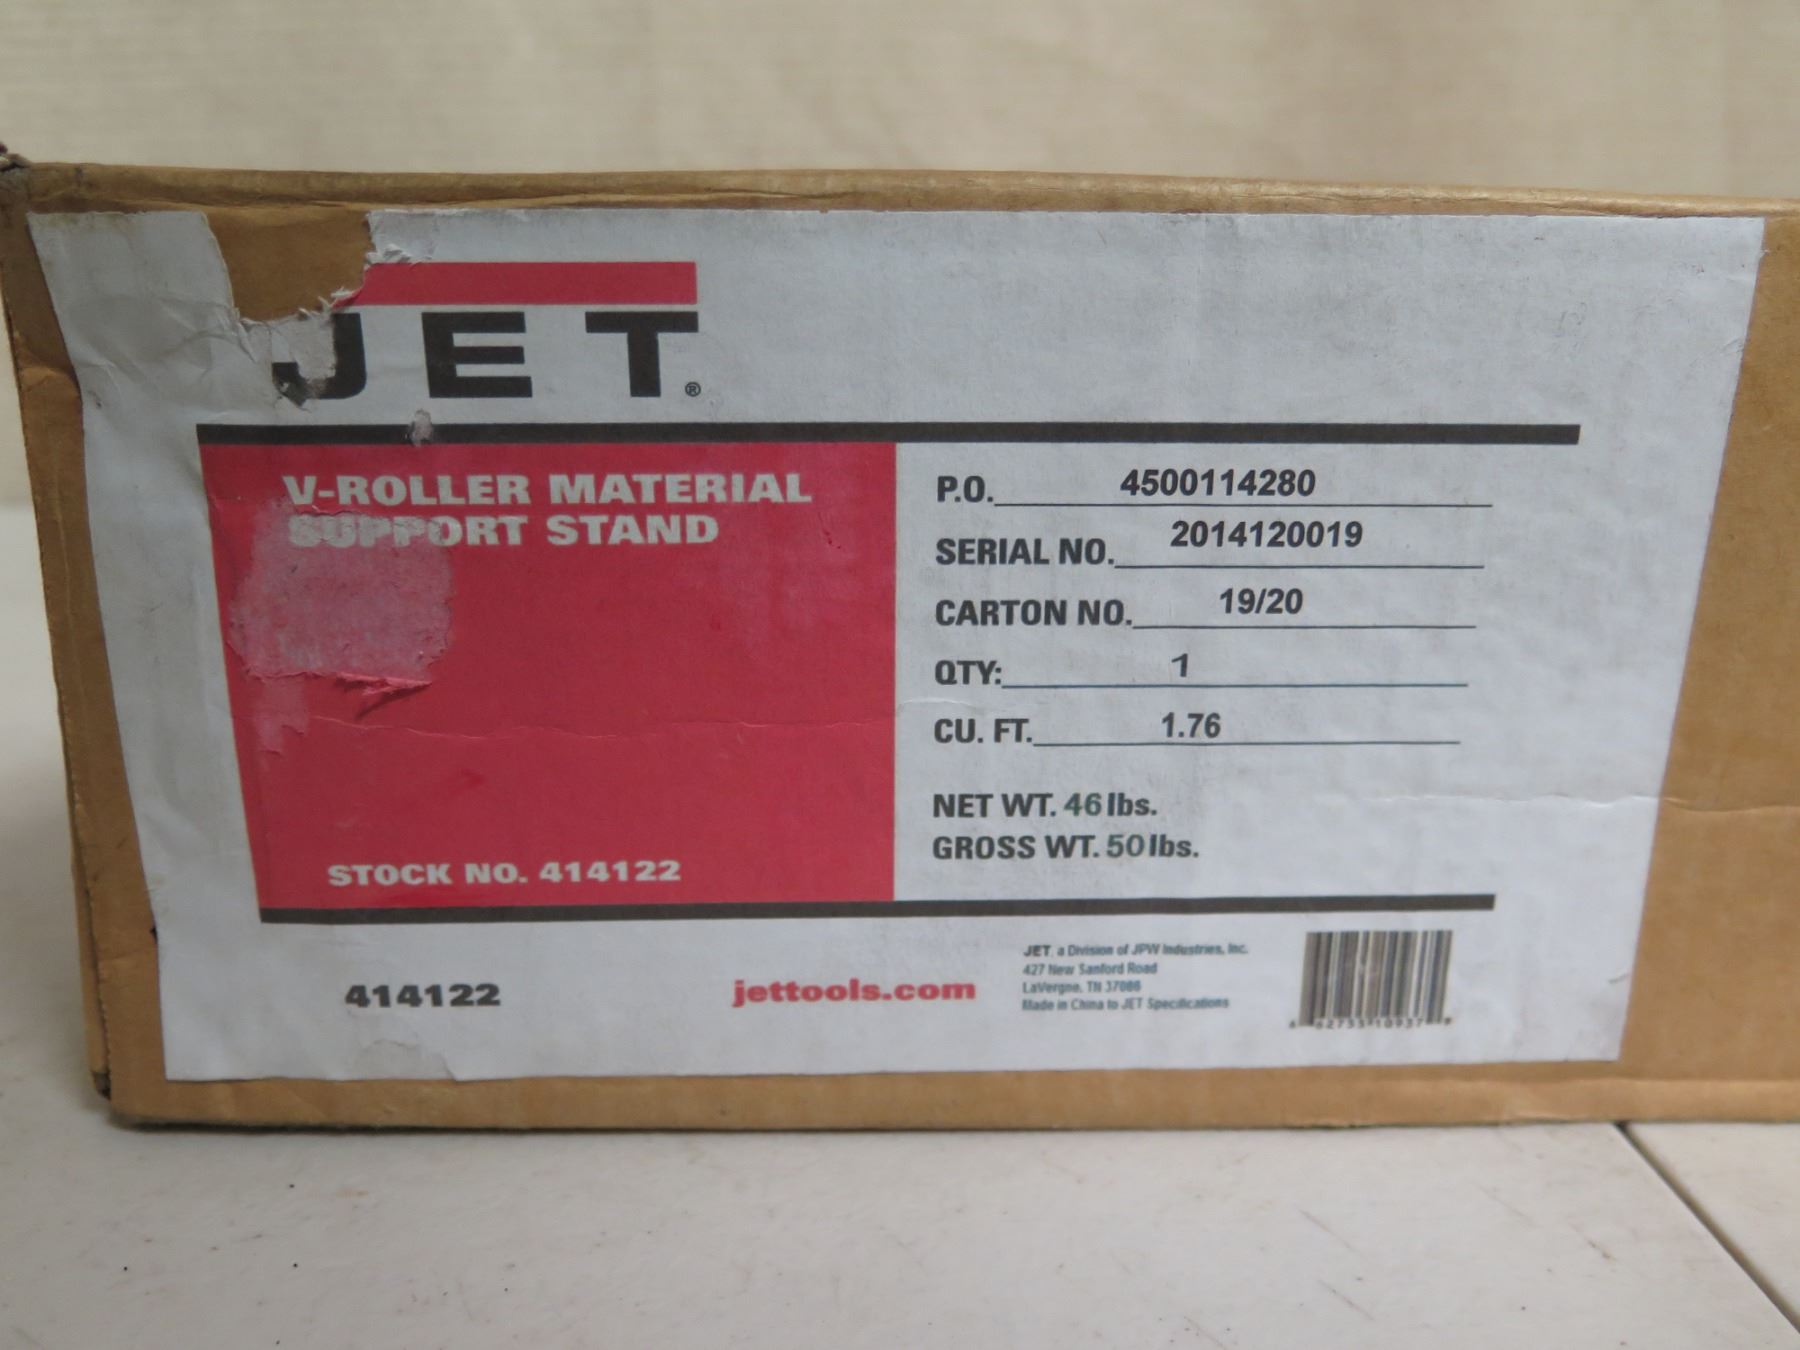 JET®
V-ROLLER MATERIAL
SUPPORT STAND
STOCK NO. 414122
P.O. 4500114280
SERIAL NO. 2014120019
CARTON NO. 19/20
QTY: 1
CU. FT. 1.76
NET WT. 46 lbs.
GROSS WT. 50 lbs.
414122
jettools.com
JET, a Division of JPW Industries, Inc.
427 New Sanford Road
LaVergne, TN 37086
Made in China to JET Specifications